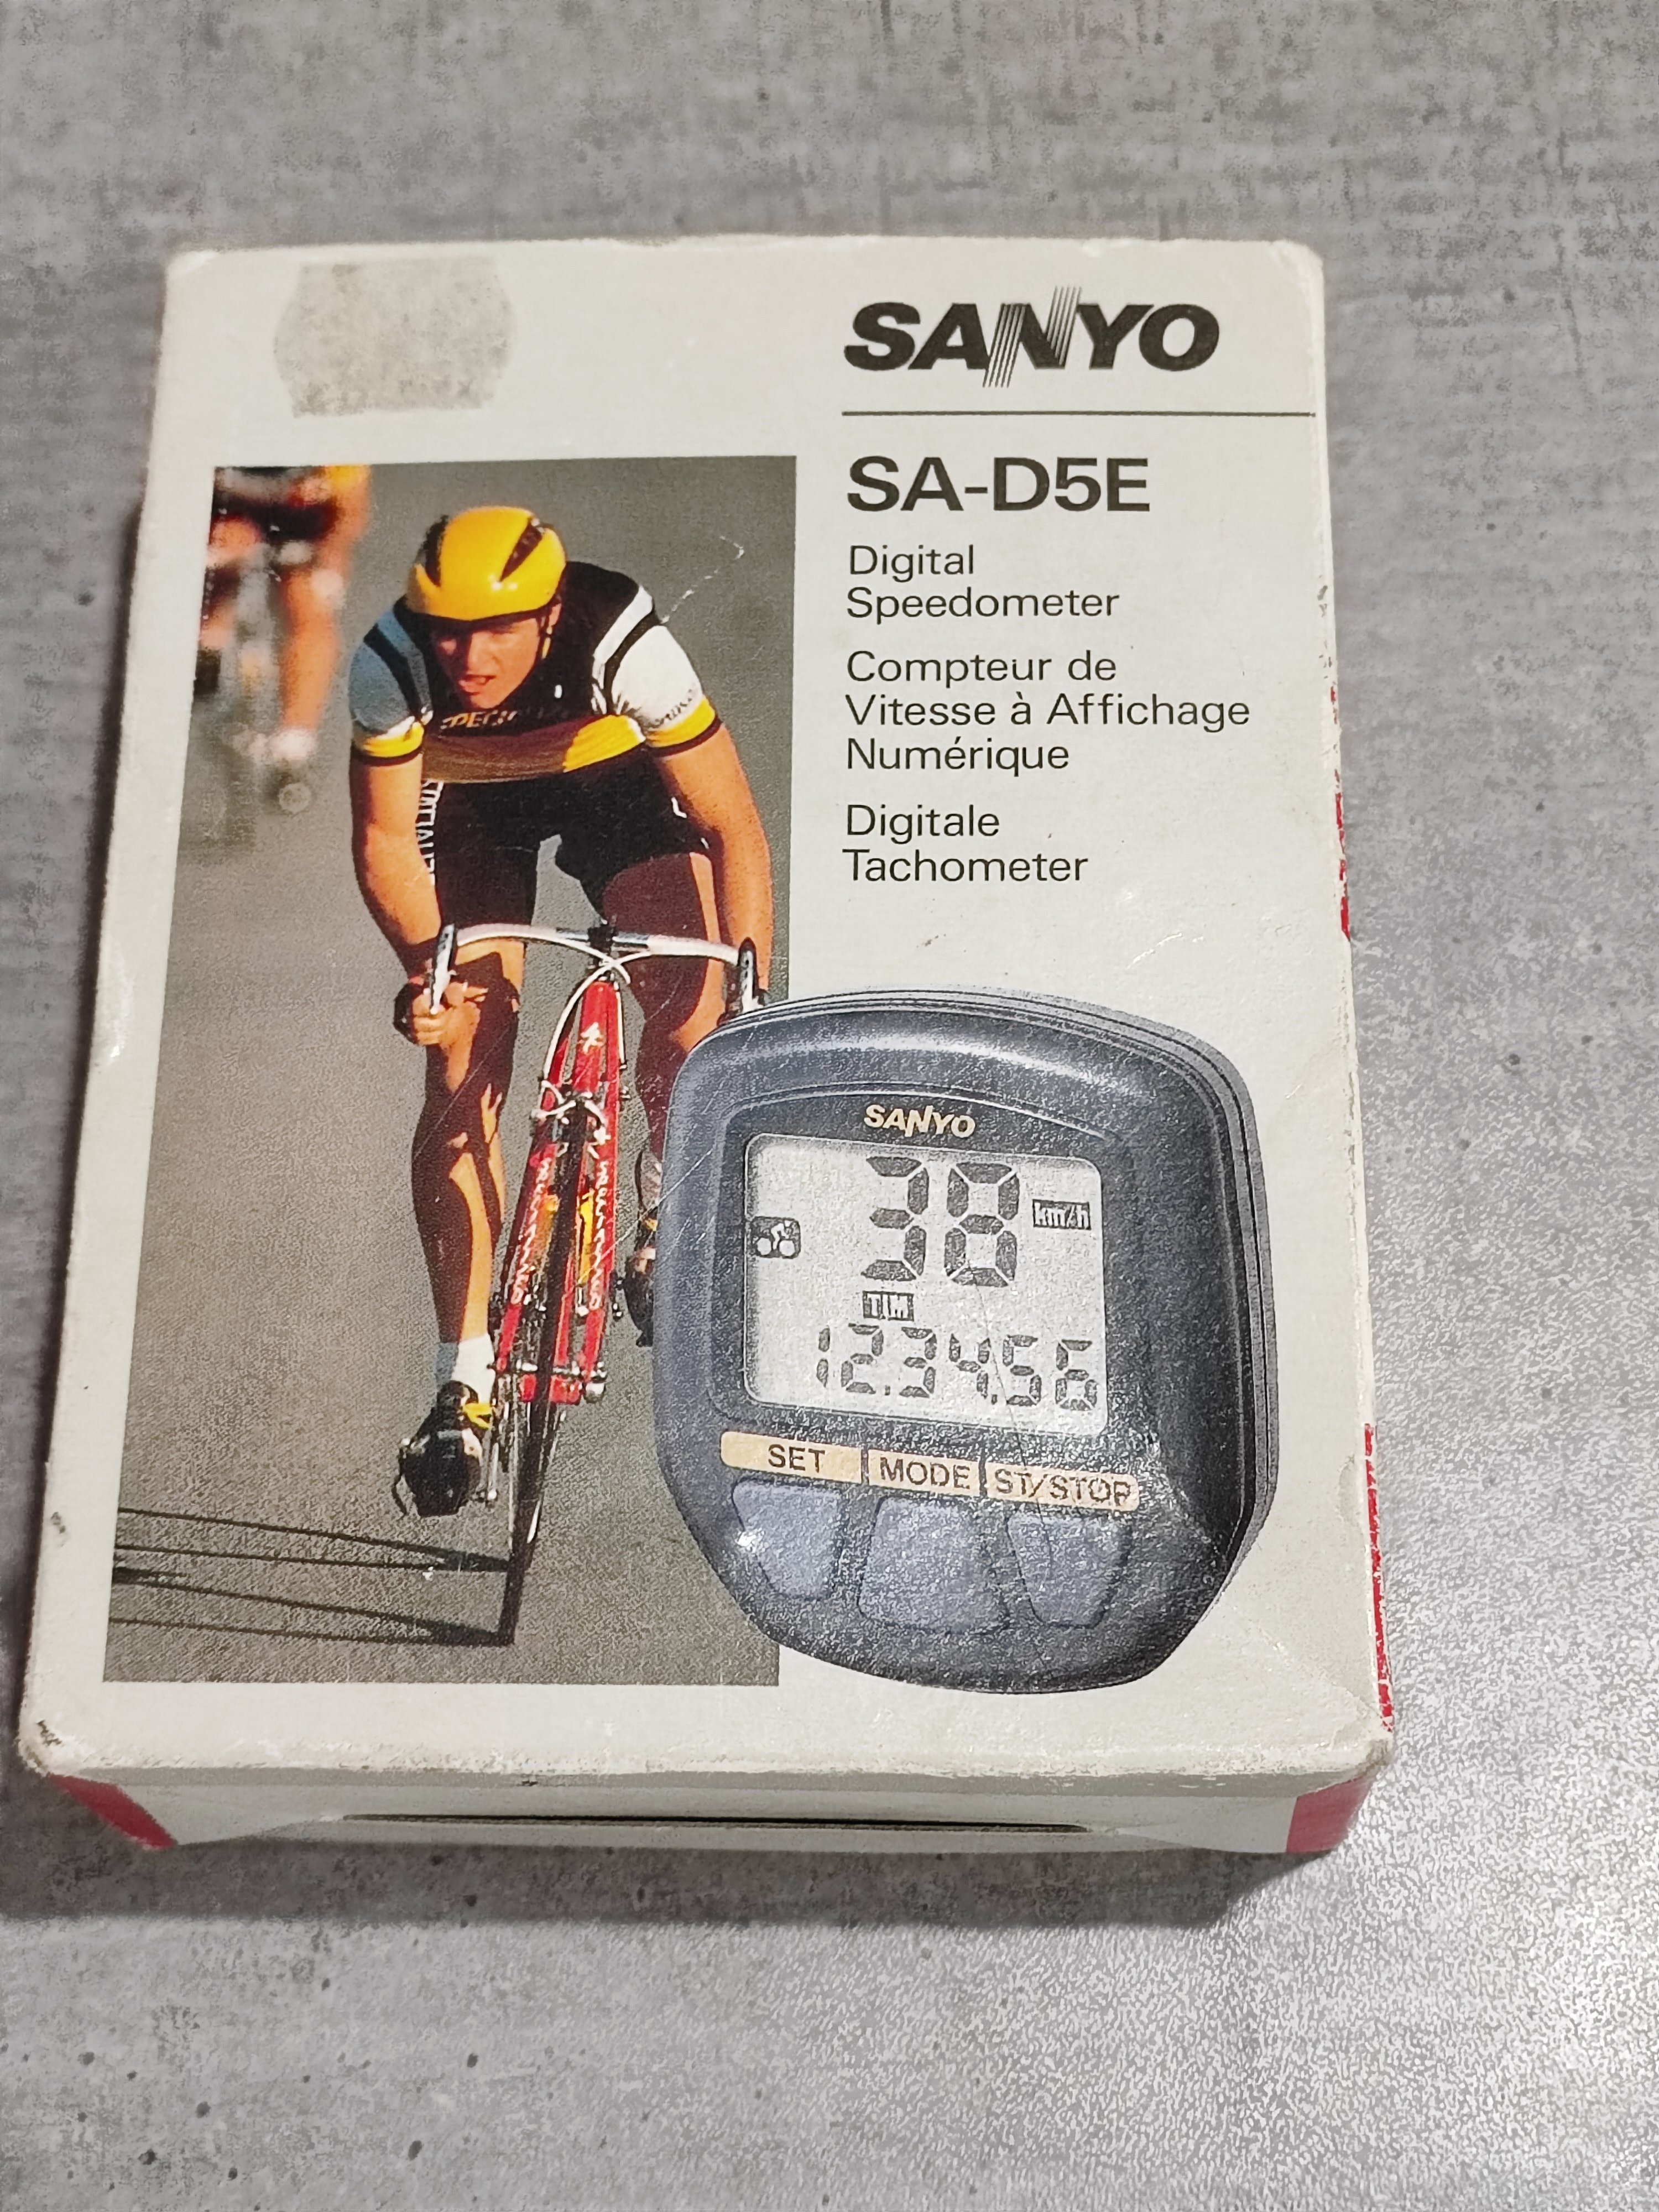 SANYO
SA-D5E
Digital
Speedometer
Compteur de
Vitesse à Affichage
Numérique
Digitale
Tachometer
SANYO
38 km/h
TIM
12.34.56
SET MODE ST/STOP
SPECIALIZED